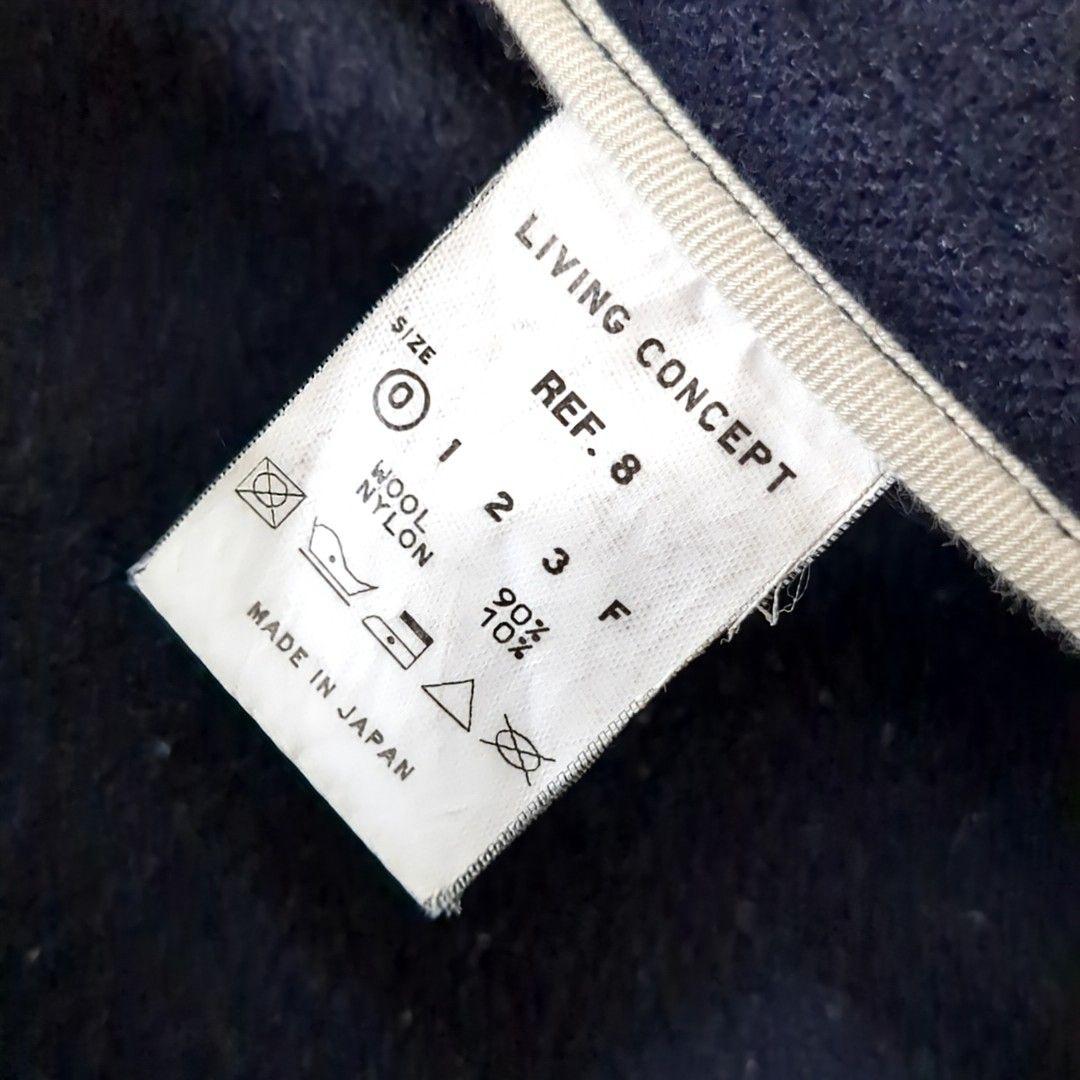 LIVING CONCEPT
REF. 8
SIZE
0 1 2 3 F
WOOL 90%
NYLON 10%
MADE IN JAPAN